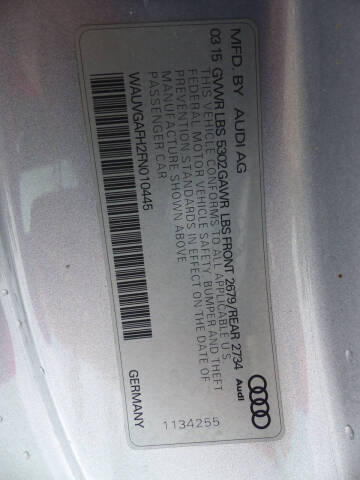 MFD. BY AUDI AG
03 15 GVWR LBS 5302 GAWR LBS FRONT 2679/REAR 2734
THIS VEHICLE CONFORMS TO ALL APPLICABLE U.S.
FEDERAL MOTOR VEHICLE SAFETY, BUMPER AND THEFT
PREVENTION STANDARDS IN EFFECT ON THE DATE OF
MANUFACTURE SHOWN ABOVE
PASSENGER CAR
WAUVGAFH2FN010445
Audi
1134255
GERMANY